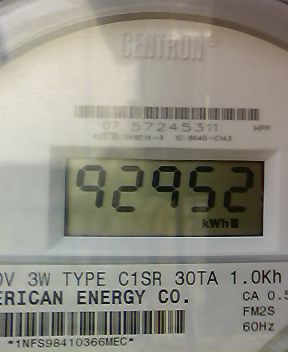 CENTRON®
07 57245311 HPP
92952
kWh
0V 3W TYPE C1SR 30TA 1.0Kh
ERICAN ENERGY CO.
CA 0.5
FM2S
60Hz
*1NFS98410366MEC*